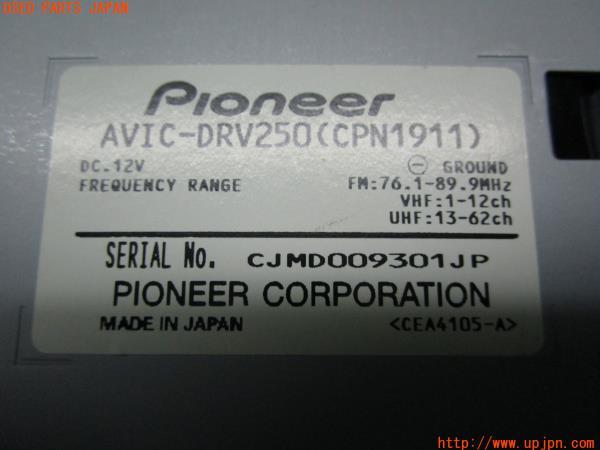 USED PARTS JAPAN
Pioneer
AVIC-DRV250(CPN1911)
DC.12V ⊖ GROUND
FREQUENCY RANGE FM:76.1-89.9MHz
VHF:1-12ch
UHF:13-62ch
SERIAL No. CJMD009301JP
PIONEER CORPORATION
MADE IN JAPAN <CEA4105-A>
http://www.upjpn.com/